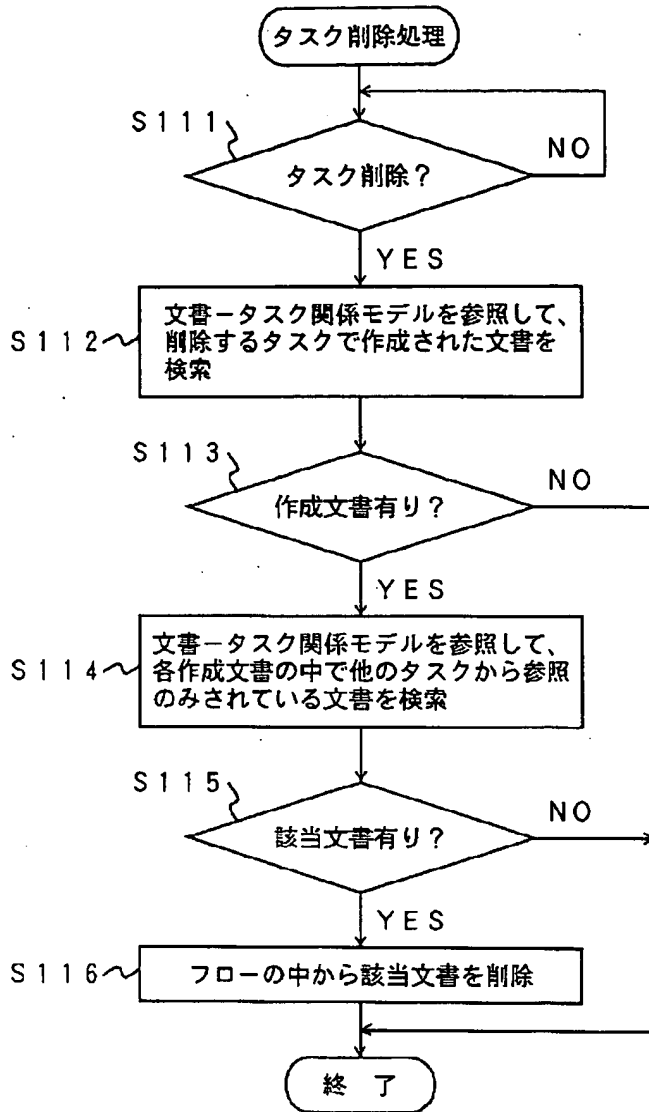 タスク削除処理
S111
タスク削除?
NO
YES
S112
文書-タスク関係モデルを参照して、
削除するタスクで作成された文書を
検索
S113
作成文書有り?
NO
YES
S114
文書-タスク関係モデルを参照して、
各作成文書の中で他のタスクから参照
のみされている文書を検索
S115
該当文書有り?
NO
YES
S116
フローの中から該当文書を削除
終 了